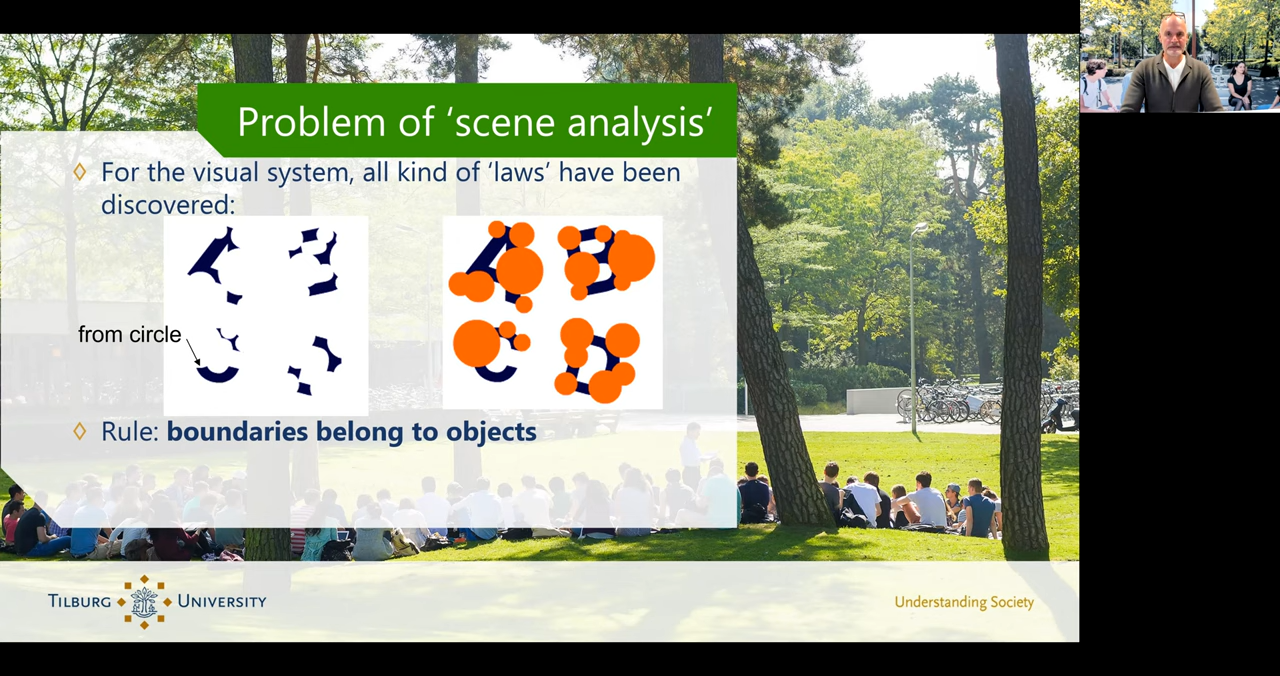 Problem of ‘scene analysis’
◊ For the visual system, all kind of ‘laws’ have been
discovered:
A B
from circle
C D
◊ Rule: boundaries belong to objects
TILBURG UNIVERSITY
Understanding Society